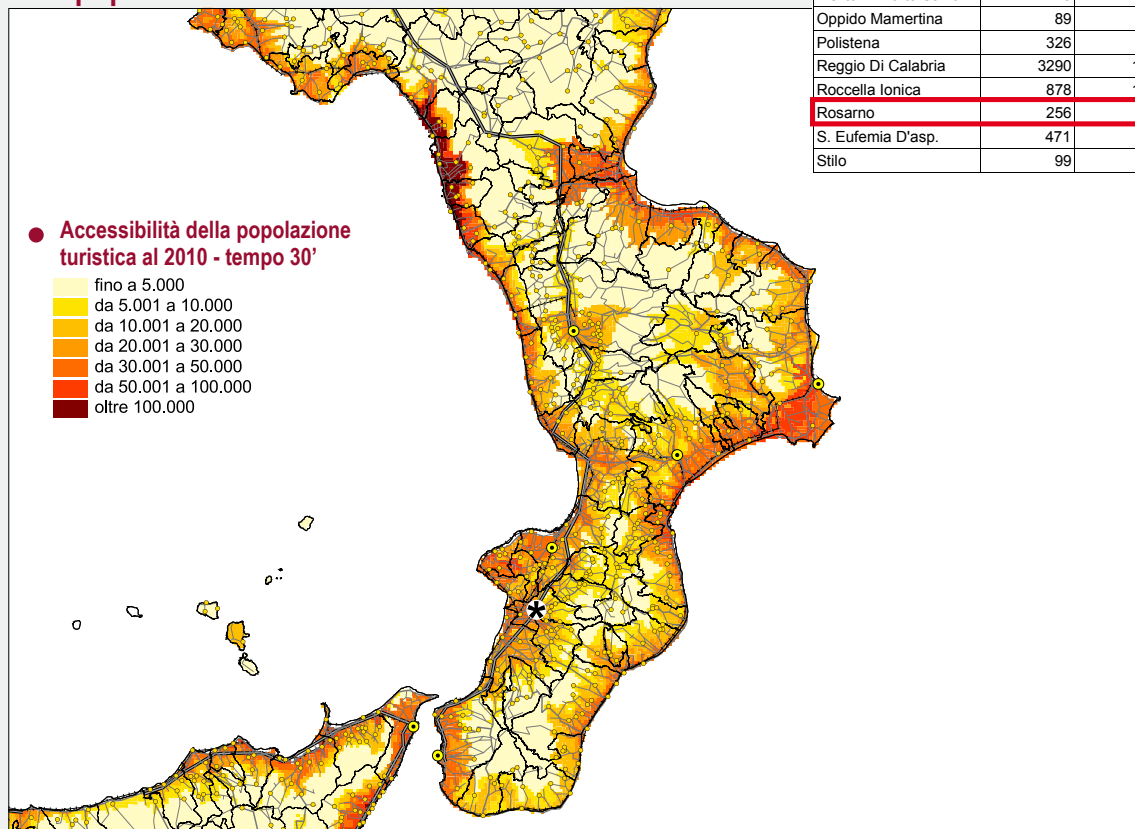 Oppido Mamertina 89
Polistena 326
Reggio Di Calabria 3290 1
Roccella Ionica 878 1
Rosarno 256
S. Eufemia D'asp. 471
Stilo 99
Accessibilità della popolazione
turistica al 2010 - tempo 30’
fino a 5.000
da 5.001 a 10.000
da 10.001 a 20.000
da 20.001 a 30.000
da 30.001 a 50.000
da 50.001 a 100.000
oltre 100.000
*